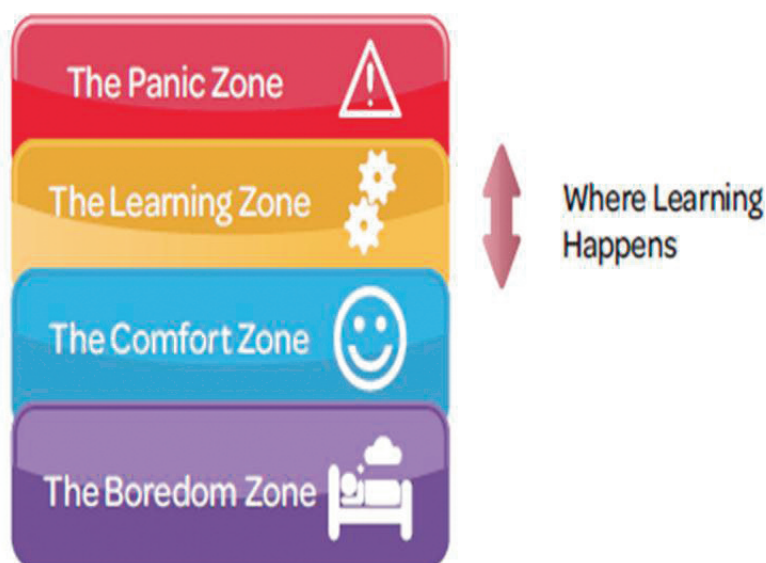 The Panic Zone
The Learning Zone
Where Learning
Happens
The Comfort Zone
The Boredom Zone